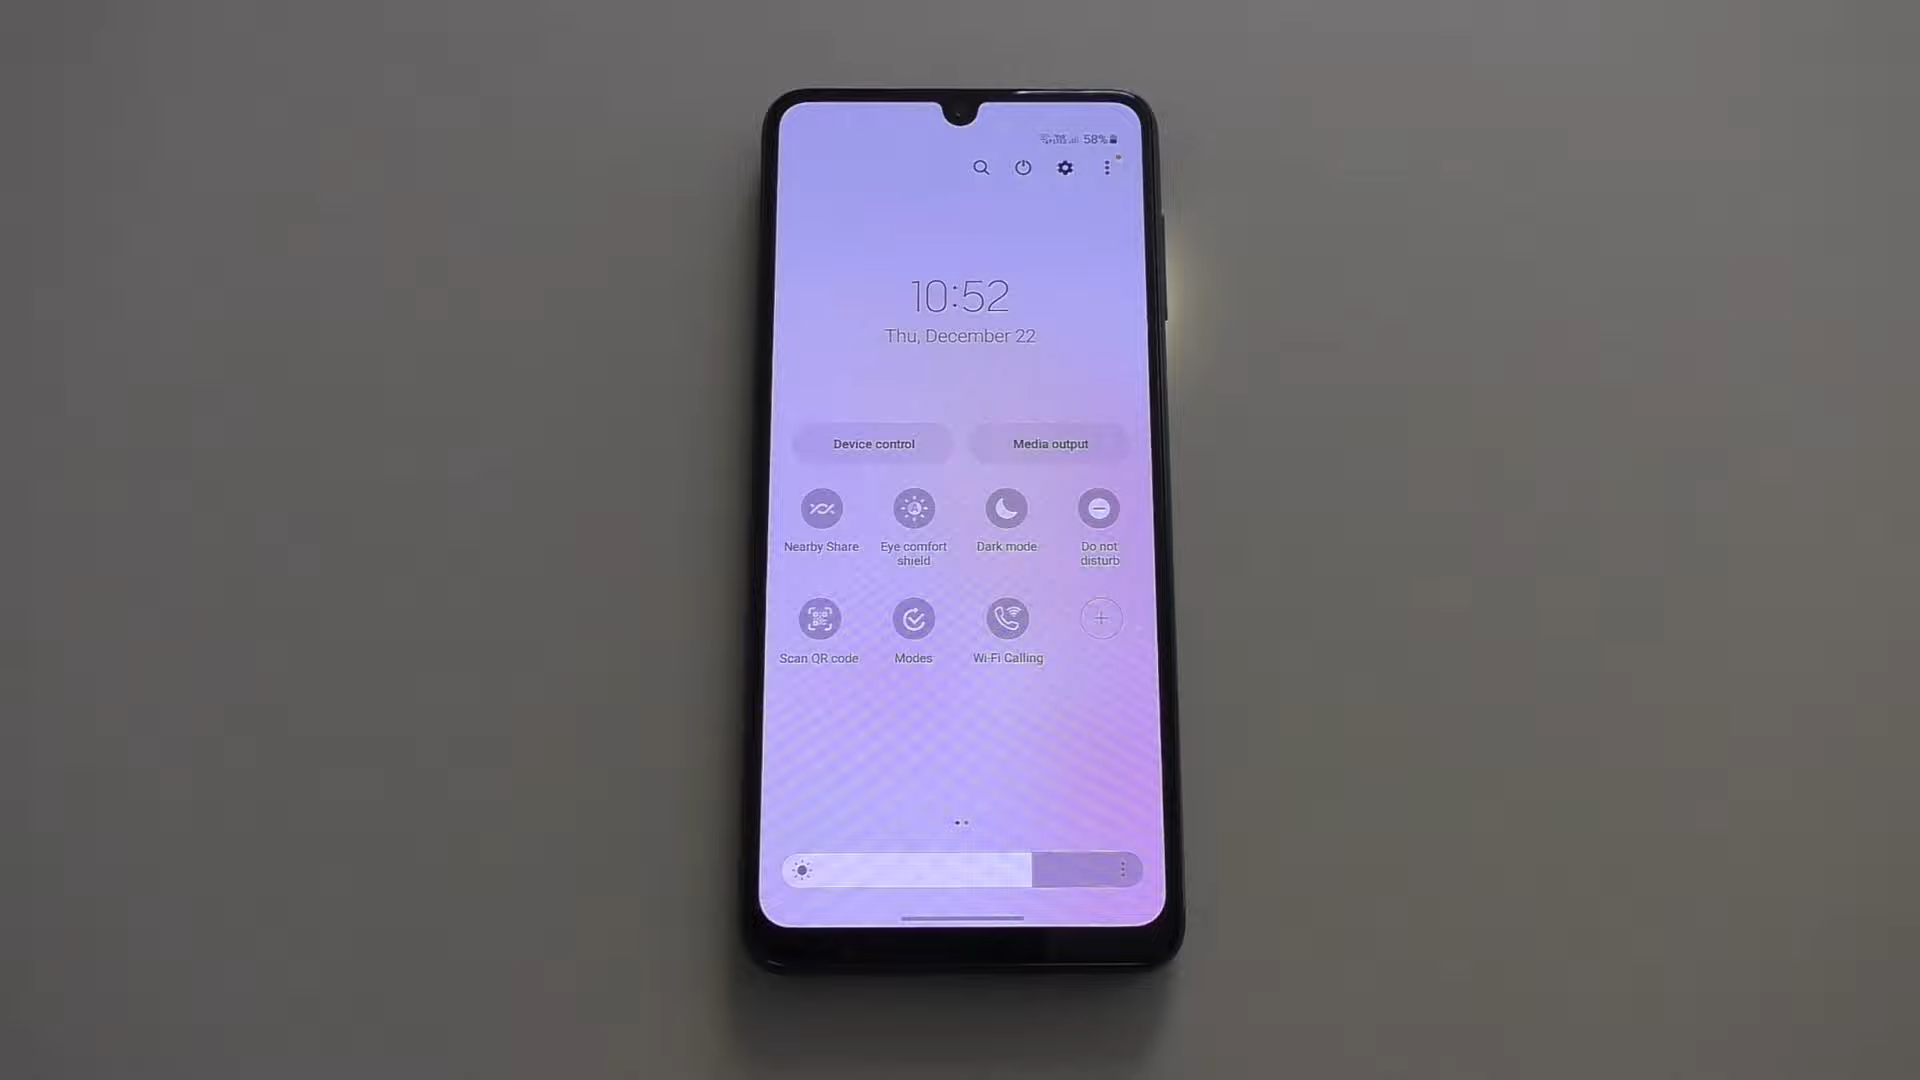 58%
10:52
Thu, December 22
Device control
Media output
Nearby Share
Eye comfort
shield
Dark mode
Do not
disturb
Scan QR code
Modes
Wi-Fi Calling